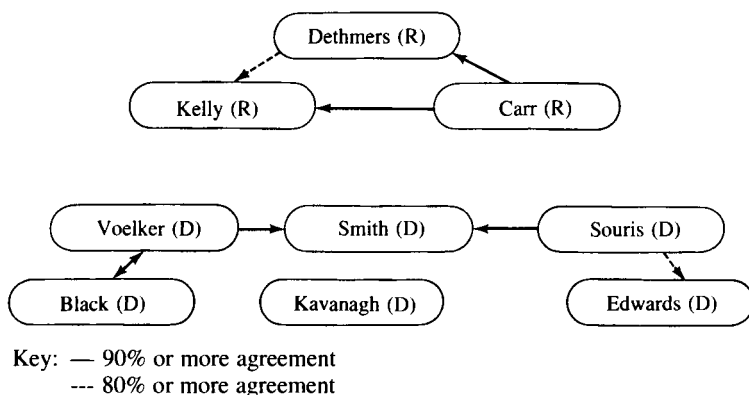 Dethmers (R)
Kelly (R) Carr (R)
Voelker (D) Smith (D) Souris (D)
Black (D) Kavanagh (D) Edwards (D)
Key: — 90% or more agreement
--- 80% or more agreement